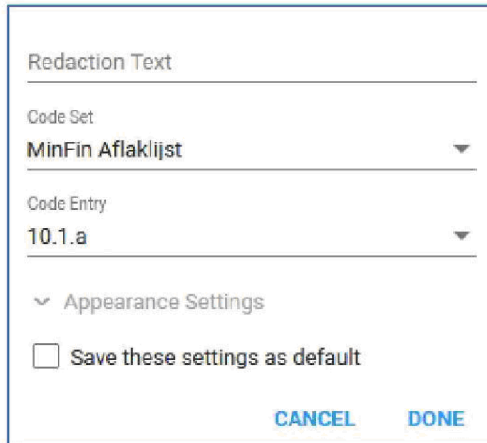 Redaction Text
Code Set
MinFin Aflaklijst
Code Entry
10.1.a
Appearance Settings
Save these settings as default
CANCEL DONE